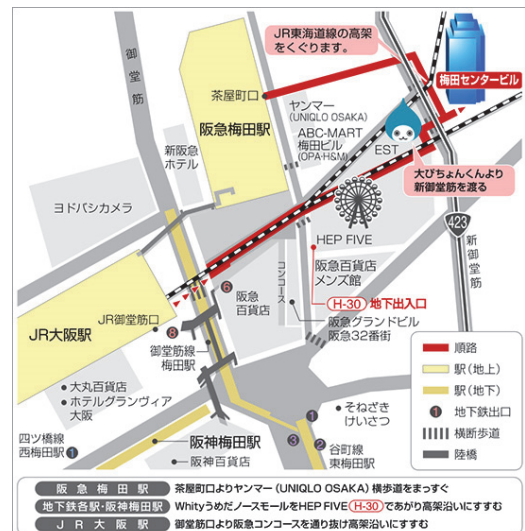 JR東海道線の高架
をくぐります。
御堂筋
梅田センタービル
茶屋町口
阪急梅田駅
ヤンマー
(UNIQLO OSAKA)
ABC-MART
梅田ビル
(OPA・H&M)
EST
新阪急
ホテル
大ぴちょんくんより
新御堂筋を渡る
ヨドバシカメラ
423
新御堂筋
HEP FIVE
阪急百貨店
メンズ館
コンコース
H-30 地下出入口
6
阪急
百貨店
JR大阪駅
JR御堂筋口
8
阪急グランドビル
阪急32番街
御堂筋線
梅田駅
大丸百貨店
ホテルグランヴィア
大阪
四ツ橋線
西梅田駅 1
阪神梅田駅
阪神百貨店
1
3
2
そねざき
けいさつ
谷町線
東梅田駅
順路
駅(地上)
駅(地下)
1 地下鉄出口
横断歩道
陸橋
阪急梅田駅 茶屋町口よりヤンマー(UNIQLO OSAKA)横歩道をまっすぐ
地下鉄各駅・阪神梅田駅 WhityうめだノースモールをHEP FIVE H-30 であがり高架沿いにすすむ
JR大阪駅 御堂筋口より阪急コンコースを通り抜け高架沿いにすすむ